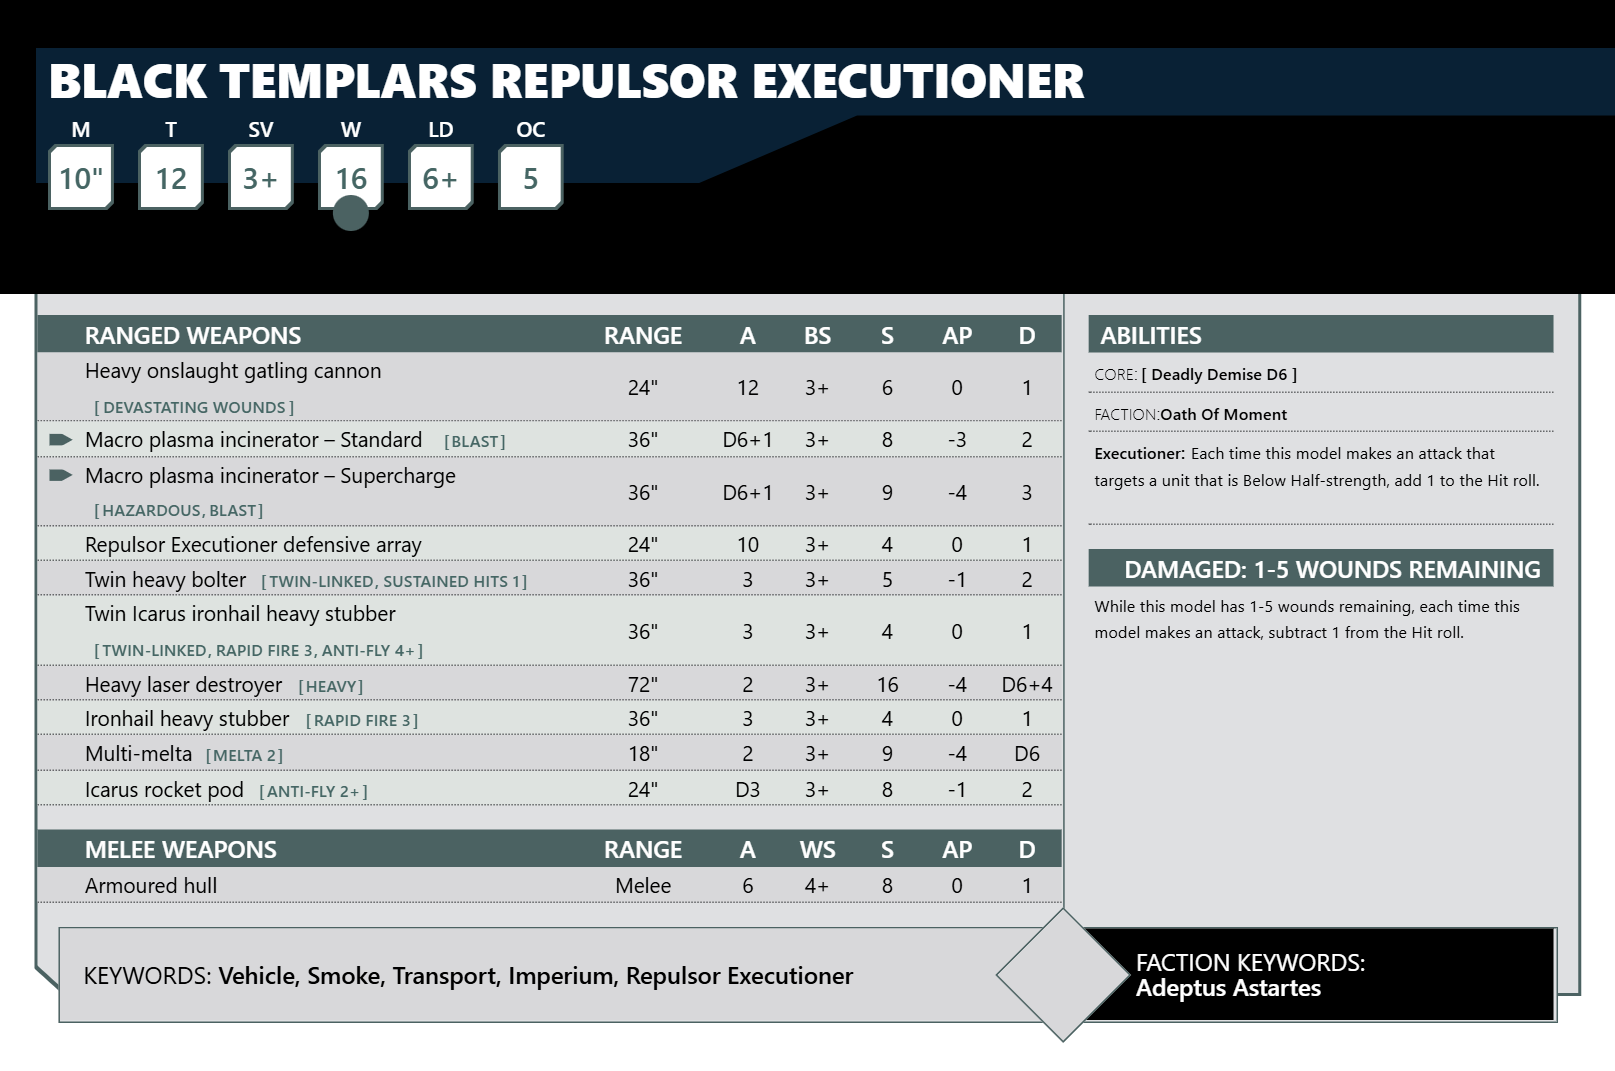 BLACK TEMPLARS REPULSOR EXECUTIONER
M T SV W LD OC
10" 12 3+ 16 6+ 5
RANGED WEAPONS RANGE A BS S AP D
Heavy onslaught gatling cannon
[DEVASTATING WOUNDS] 24" 12 3+ 6 0 1
Macro plasma incinerator – Standard [BLAST] 36" D6+1 3+ 8 -3 2
Macro plasma incinerator – Supercharge
[HAZARDOUS, BLAST] 36" D6+1 3+ 9 -4 3
Repulsor Executioner defensive array 24" 10 3+ 4 0 1
Twin heavy bolter [TWIN-LINKED, SUSTAINED HITS 1] 36" 3 3+ 5 -1 2
Twin Icarus ironhail heavy stubber
[TWIN-LINKED, RAPID FIRE 3, ANTI-FLY 4+] 36" 3 3+ 4 0 1
Heavy laser destroyer [HEAVY] 72" 2 3+ 16 -4 D6+4
Ironhail heavy stubber [RAPID FIRE 3] 36" 3 3+ 4 0 1
Multi-melta [MELTA 2] 18" 2 3+ 9 -4 D6
Icarus rocket pod [ANTI-FLY 2+] 24" D3 3+ 8 -1 2
MELEE WEAPONS RANGE A WS S AP D
Armoured hull Melee 6 4+ 8 0 1
ABILITIES
CORE: [ Deadly Demise D6 ]
FACTION:Oath Of Moment
Executioner: Each time this model makes an attack that
targets a unit that is Below Half-strength, add 1 to the Hit roll.
DAMAGED: 1-5 WOUNDS REMAINING
While this model has 1-5 wounds remaining, each time this
model makes an attack, subtract 1 from the Hit roll.
KEYWORDS: Vehicle, Smoke, Transport, Imperium, Repulsor Executioner
FACTION KEYWORDS:
Adeptus Astartes